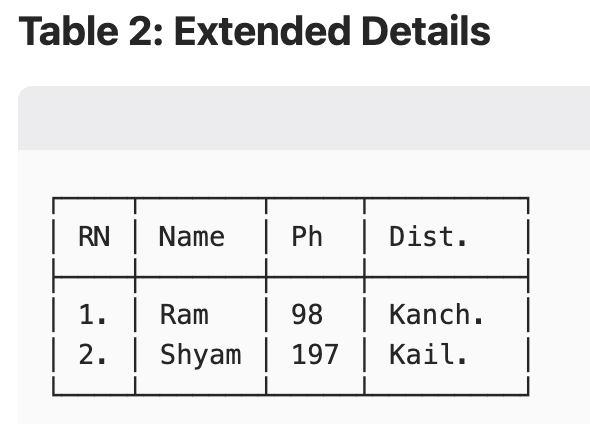 Table 2: Extended Details
RN Name Ph Dist.
1. Ram 98 Kanch.
2. Shyam 197 Kail.